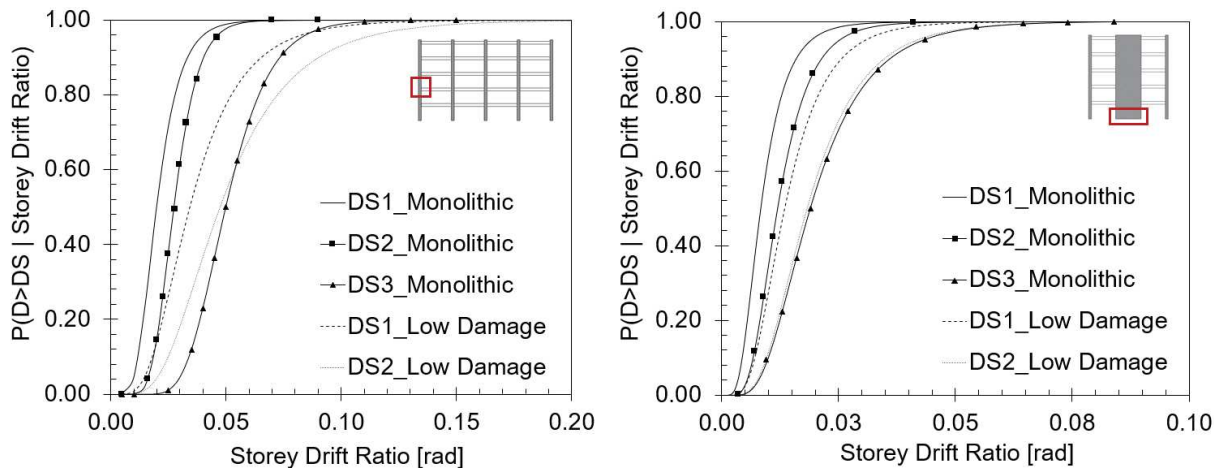 P(D>DS | Storey Drift Ratio)
1.00
0.80
0.60
0.40
0.20
0.00
DS1_Monolithic
DS2_Monolithic
DS3_Monolithic
DS1_Low Damage
DS2_Low Damage
0.00 0.05 0.10 0.15 0.20
Storey Drift Ratio [rad]
P(D>DS | Storey Drift Ratio)
1.00
0.80
0.60
0.40
0.20
0.00
DS1_Monolithic
DS2_Monolithic
DS3_Monolithic
DS1_Low Damage
DS2_Low Damage
0.00 0.03 0.05 0.08 0.10
Storey Drift Ratio [rad]